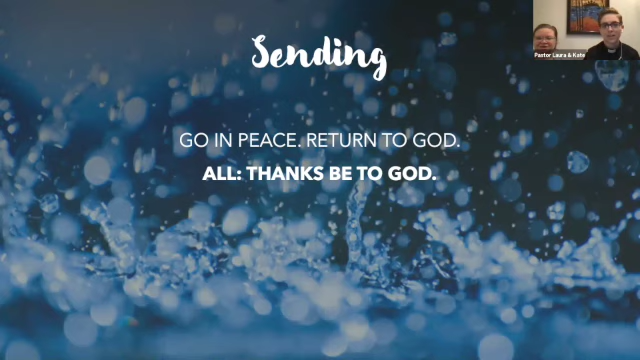 Sending
GO IN PEACE. RETURN TO GOD.
ALL: THANKS BE TO GOD.
Pastor Laura & Kate